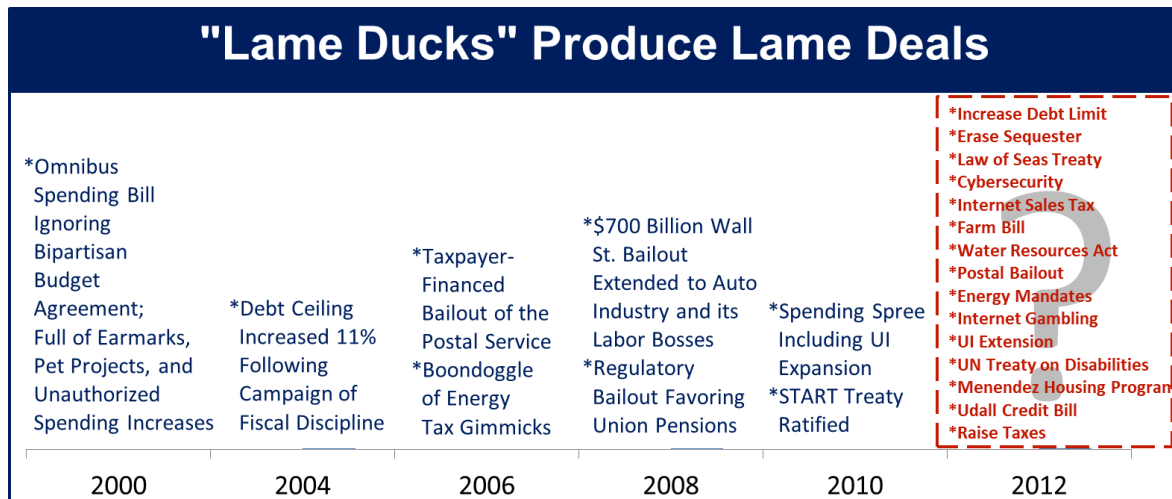 "Lame Ducks" Produce Lame Deals
*Omnibus
Spending Bill
Ignoring
Bipartisan
Budget
Agreement;
Full of Earmarks,
Pet Projects, and
Unauthorized
Spending Increases
*Debt Ceiling
Increased 11%
Following
Campaign of
Fiscal Discipline
*Taxpayer-
Financed
Bailout of the
Postal Service
*Boondoggle
of Energy
Tax Gimmicks
*$700 Billion Wall
St. Bailout
Extended to Auto
Industry and its
Labor Bosses
*Regulatory
Bailout Favoring
Union Pensions
*Spending Spree
Including UI
Expansion
*START Treaty
Ratified
*Increase Debt Limit
*Erase Sequester
*Law of Seas Treaty
*Cybersecurity
*Internet Sales Tax
*Farm Bill
*Water Resources Act
*Postal Bailout
*Energy Mandates
*Internet Gambling
*UI Extension
*UN Treaty on Disabilities
*Menendez Housing Program
*Udall Credit Bill
*Raise Taxes
?
2000 2004 2006 2008 2010 2012